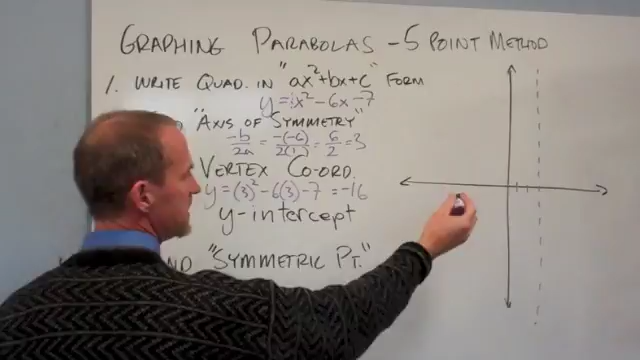 GRAPHING PARABOLAS - 5 POINT METHOD
1. WRITE QUAD. IN "ax²+bx+c" FORM
y = 1x² - 6x - 7
"AXIS OF SYMMETRY"
-b/2a = -(-6)/2(1) = 6/2 = 3
VERTEX CO-ORD.
y = (3)² - 6(3) - 7 = -16
y-intercept
"SYMMETRIC PT."